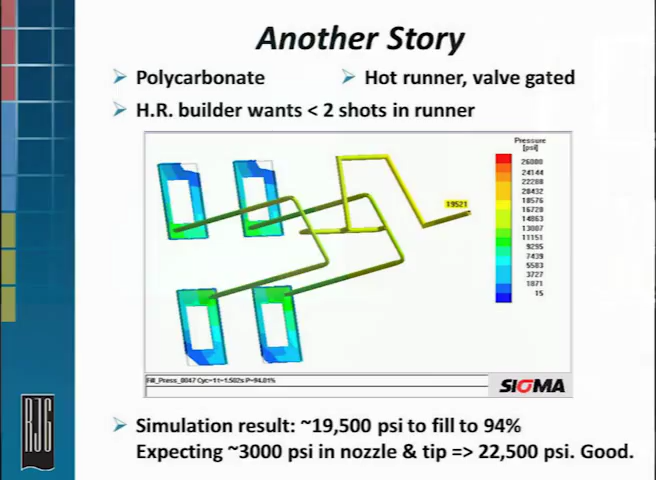 Another Story
Polycarbonate
Hot runner, valve gated
H.R. builder wants < 2 shots in runner
Pressure
[psi]
26000
24144
22288
20432
18576
16720
14863
13007
11151
9295
7439
5583
3727
1871
15
19521
Fill_Press_0047 Cyc=1 t=1.502s P=94.01%
SIGMA
RJG
Simulation result: ~19,500 psi to fill to 94%
Expecting ~3000 psi in nozzle & tip => 22,500 psi. Good.